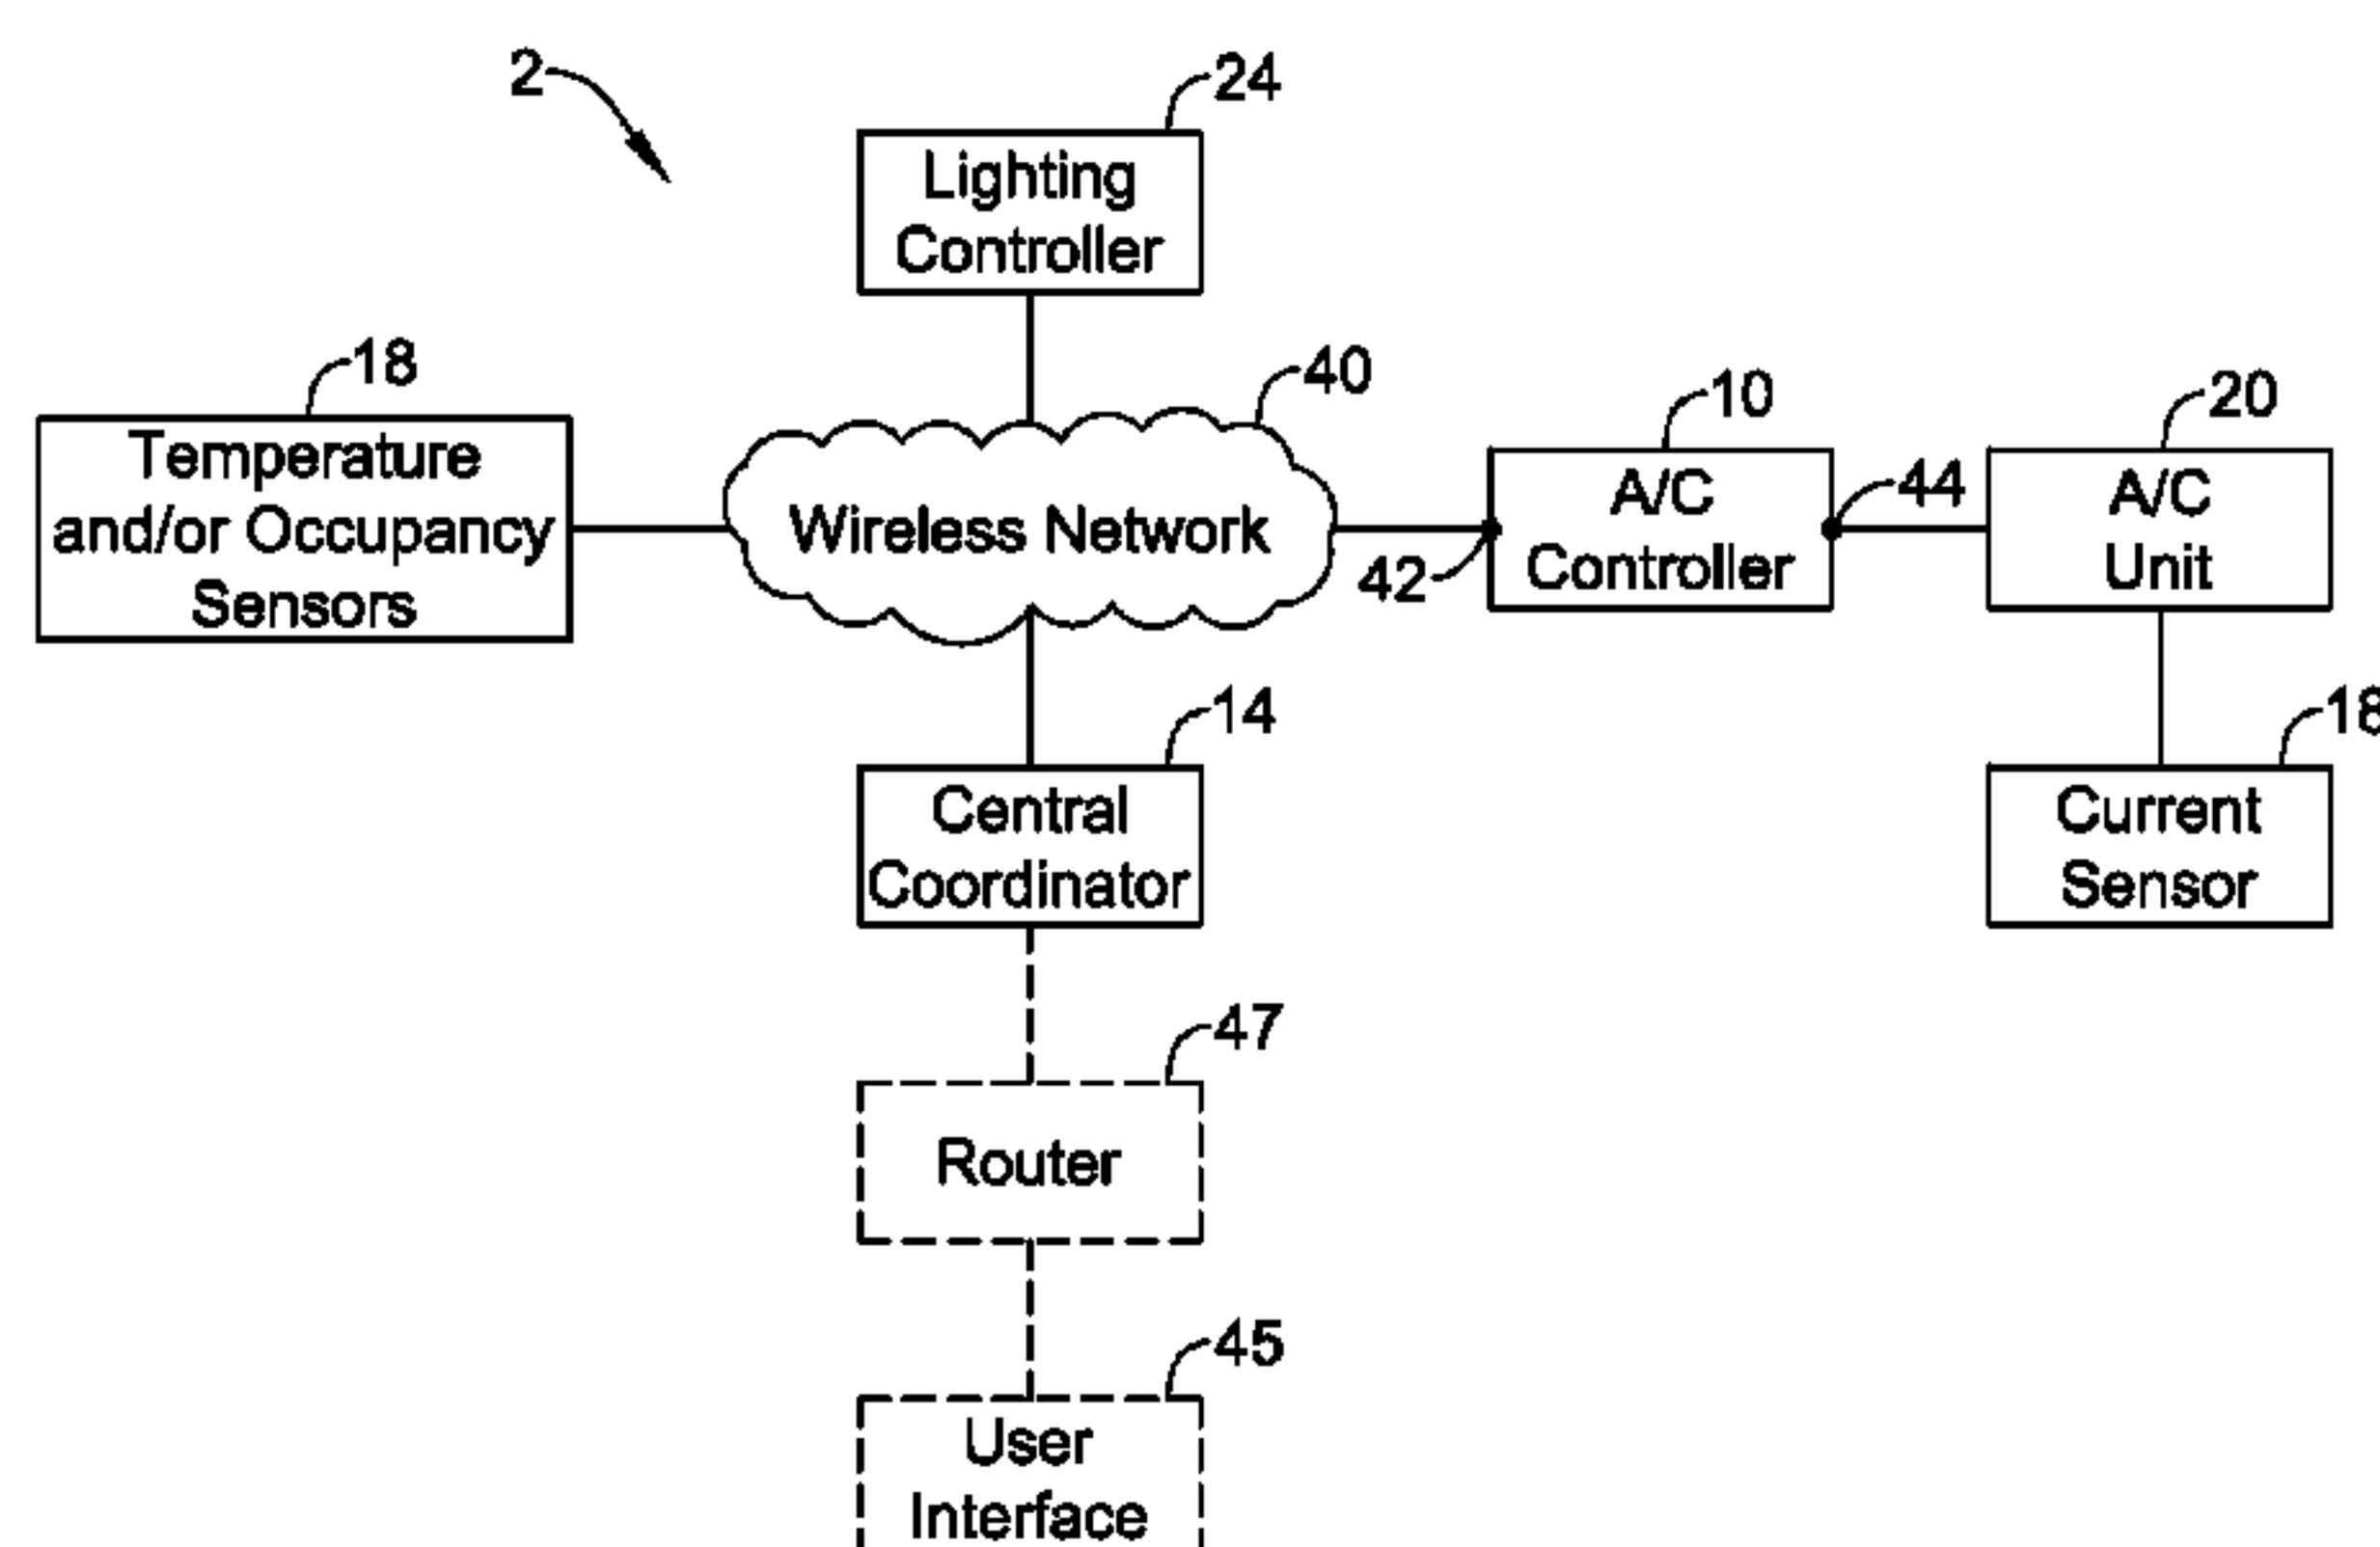 2
24
Lighting
Controller
18
Temperature
and/or Occupancy
Sensors
40
Wireless Network
42
10
A/C
Controller
44
20
A/C
Unit
14
Central
Coordinator
18
Current
Sensor
47
Router
45
User
Interface